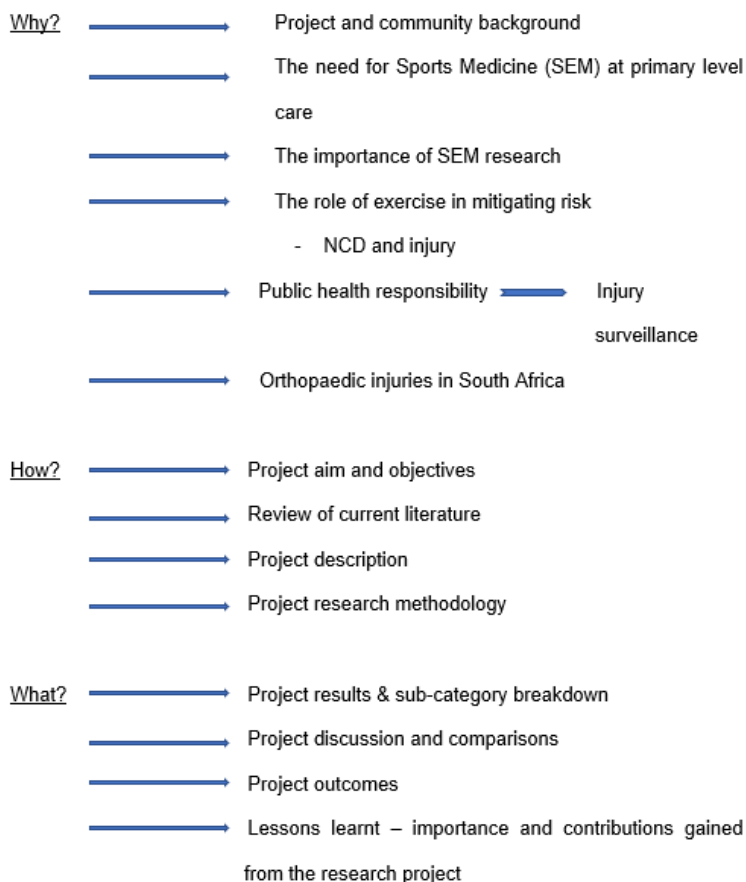 Why? Project and community background
The need for Sports Medicine (SEM) at primary level
care
The importance of SEM research
The role of exercise in mitigating risk
- NCD and injury
Public health responsibility Injury
surveillance
Orthopaedic injuries in South Africa
How? Project aim and objectives
Review of current literature
Project description
Project research methodology
What? Project results & sub-category breakdown
Project discussion and comparisons
Project outcomes
Lessons learnt – importance and contributions gained
from the research project